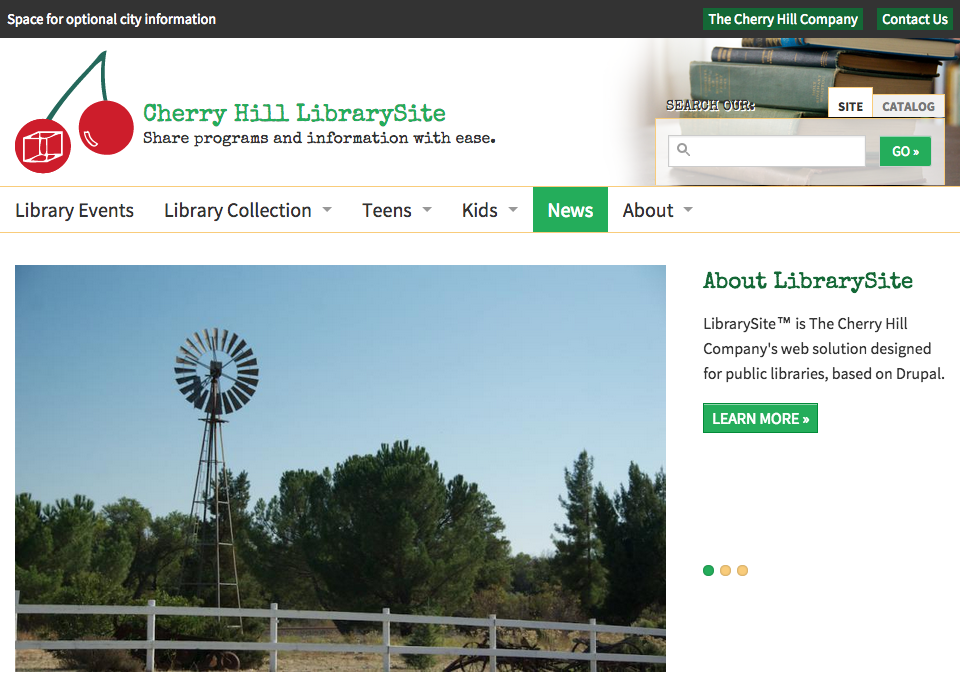 Space for optional city information
The Cherry Hill Company
Contact Us
Cherry Hill LibrarySite
Share programs and information with ease.
SEARCH OUR:
SITE
CATALOG
GO »
Library Events
Library Collection
Teens
Kids
News
About
About LibrarySite
LibrarySite™ is The Cherry Hill
Company's web solution designed
for public libraries, based on Drupal.
LEARN MORE »